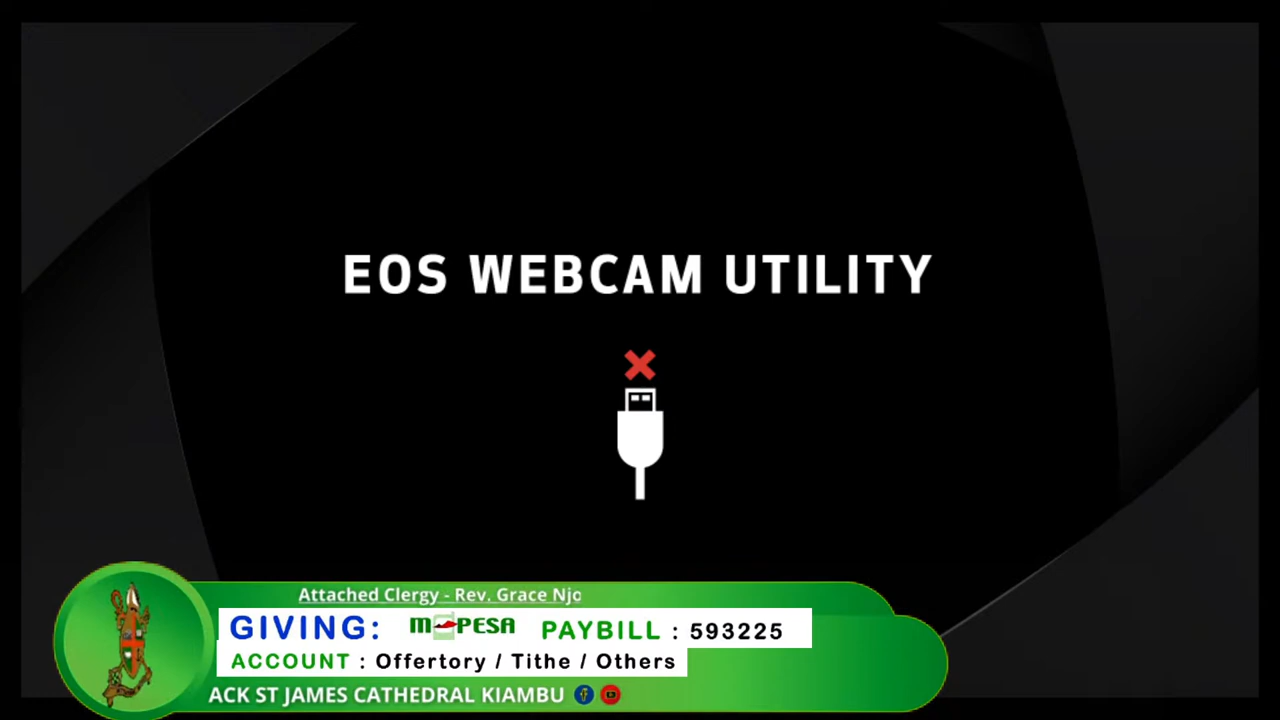 EOS WEBCAM UTILITY
Attached Clergy - Rev. Grace
GIVING: M-PESA PAYBILL : 593225
ACCOUNT : Offertory / Tithe / Others
ACK ST JAMES CATHEDRAL KIAMBU